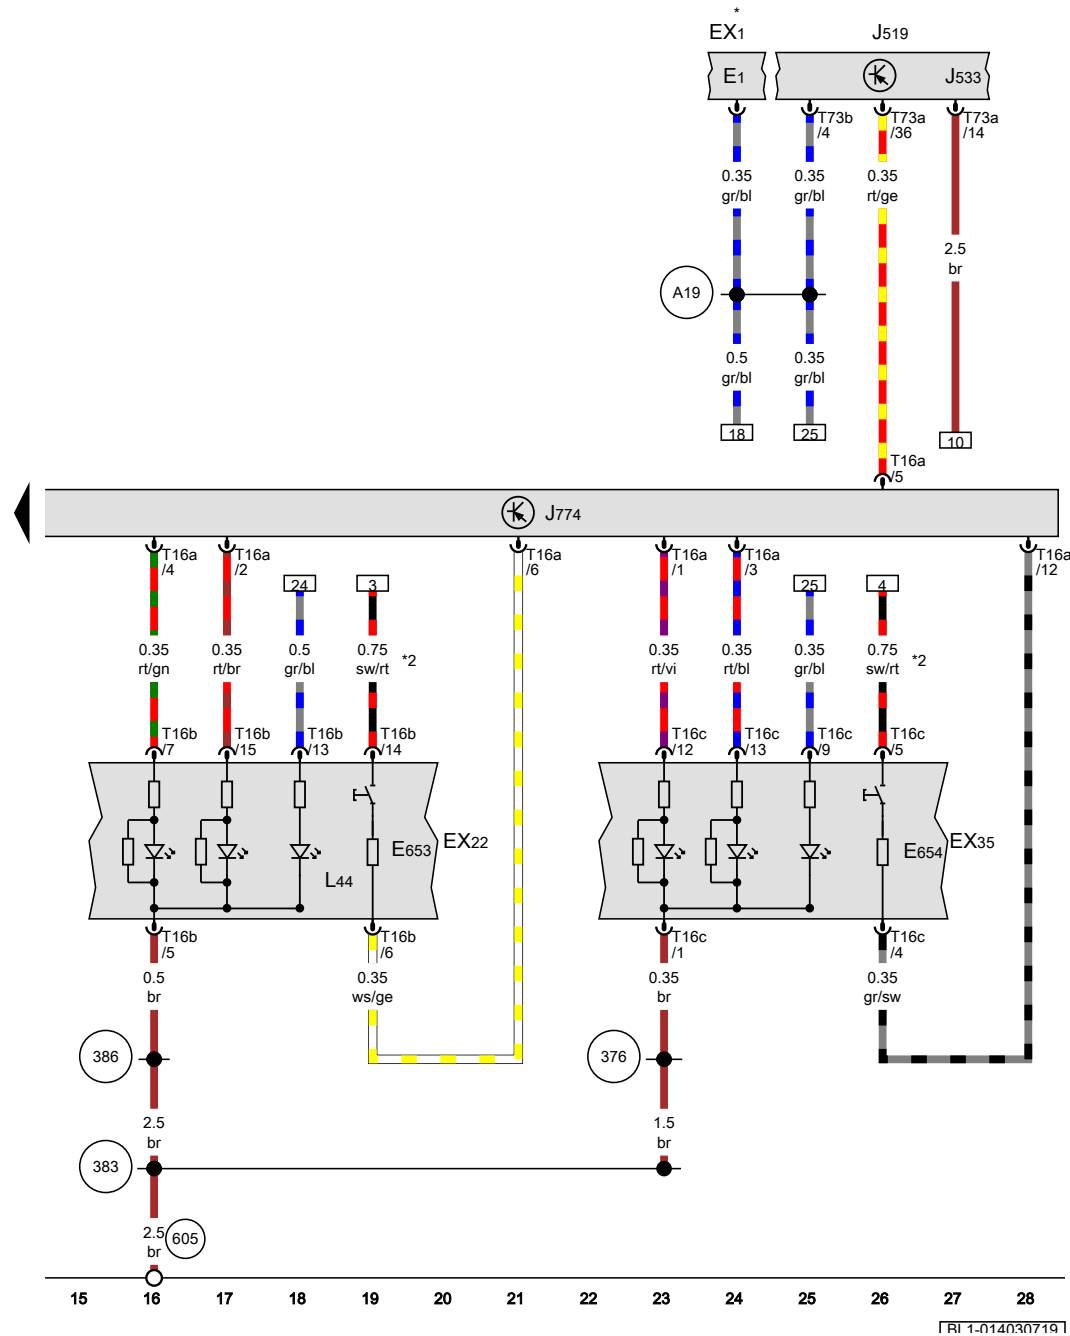 *
EX1 J519
E1 J533
T73b/4 T73a/36 T73a/14
0.35 gr/bl 0.35 gr/bl 0.35 rt/ge
2.5 br
A19
0.5 gr/bl 0.35 gr/bl
18 25 10
T16a/5
J774
T16a/4 T16a/2 T16a/6 T16a/1 T16a/3 T16a/12
24 3 25 4
0.35 rt/gn 0.35 rt/br 0.5 gr/bl 0.75 sw/rt *2 0.35 rt/vi 0.35 rt/bl 0.35 gr/bl 0.75 sw/rt *2
T16b/7 T16b/15 T16b/13 T16b/14 T16c/12 T16c/13 T16c/9 T16c/5
E653 EX22 E654 EX35
L44
T16b/5 T16b/6 T16c/1 T16c/4
0.5 br 0.35 ws/ge 0.35 br 0.35 gr/sw
386 376
2.5 br 1.5 br
383
2.5 br 605
15 16 17 18 19 20 21 22 23 24 25 26 27 28
BL1-014030719